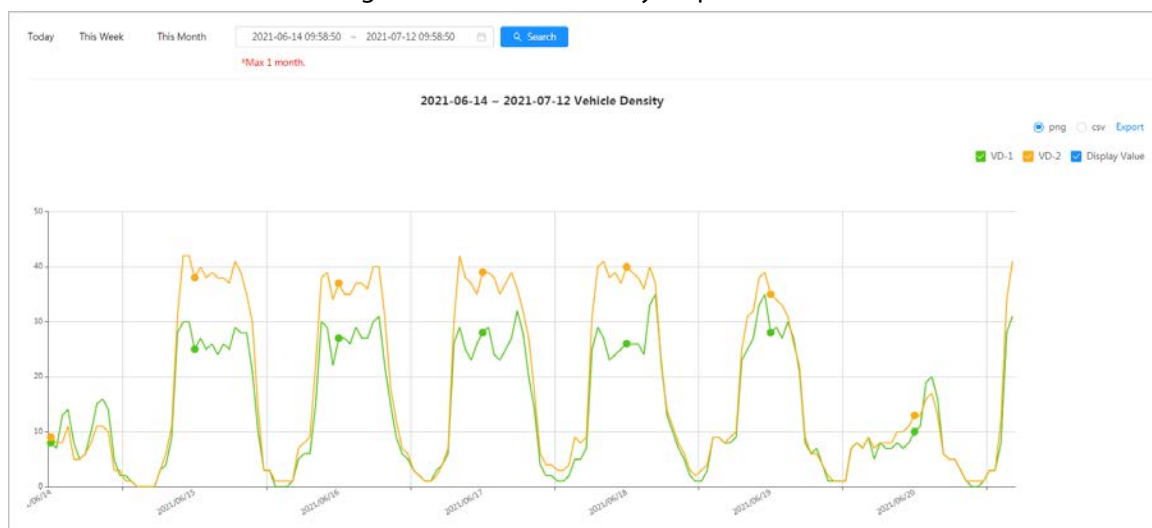 Today This Week This Month 2021-06-14 09:58:50 ~ 2021-07-12 09:58:50 Search
*Max 1 month.
2021-06-14 ~ 2021-07-12 Vehicle Density
png csv Export
VD-1 VD-2 Display Value
50
40
30
20
10
0
/06/14 2021/06/15 2021/06/16 2021/06/17 2021/06/18 2021/06/19 2021/06/20